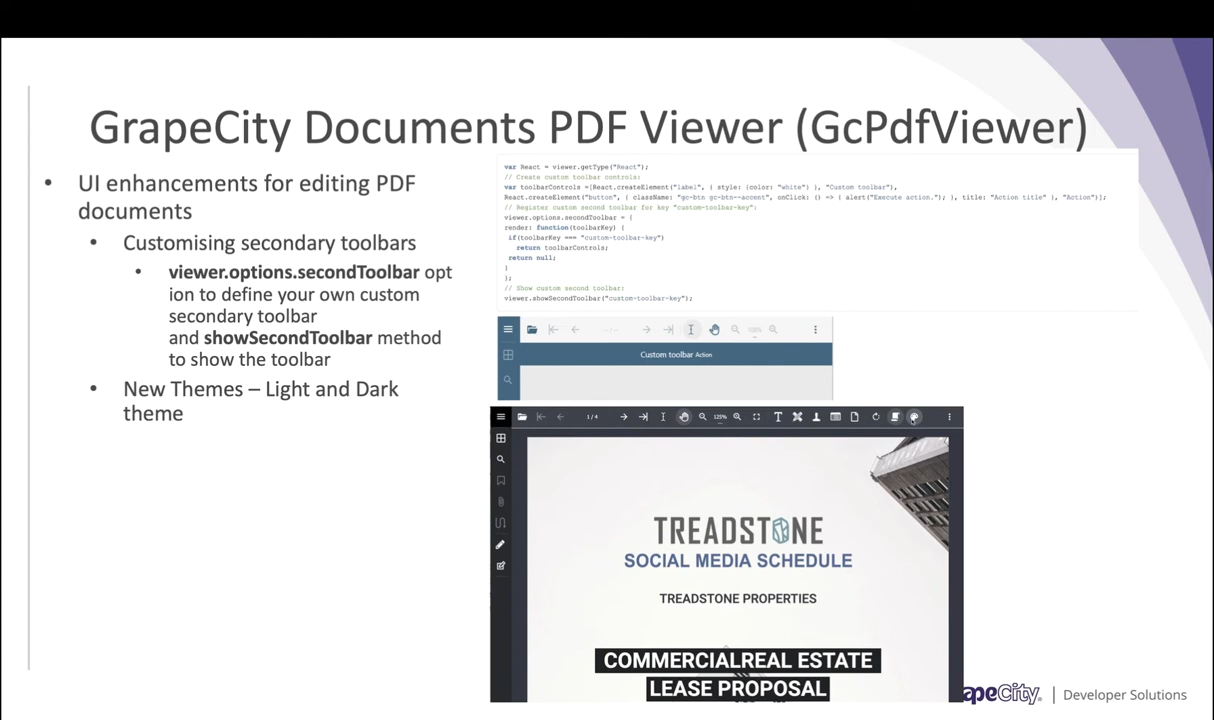 GrapeCity Documents PDF Viewer (GcPdfViewer)
• UI enhancements for editing PDF
documents
• Customising secondary toolbars
• viewer.options.secondToolbar opt
ion to define your own custom
secondary toolbar
and showSecondToolbar method
to show the toolbar
• New Themes – Light and Dark
theme
var React = viewer.getType("React");
// Create custom toolbar controls:
var toolbarControls =[React.createElement("label", { style: {color: "white"} }, "Custom toolbar"),
React.createElement("button", { className: "gc-btn gc-btn--accent", onClick: () => { alert("Execute action."); }, title: "Action title" }, "Action")];
// Register custom second toolbar for key "custom-toolbar-key":
viewer.options.secondToolbar = {
render: function(toolbarKey) {
if(toolbarKey === "custom-toolbar-key")
return toolbarControls;
return null;
}
};
// Show custom second toolbar:
viewer.showSecondToolbar("custom-toolbar-key");
100%
Custom toolbar Action
1 / 4 125%
TREADSTONE
SOCIAL MEDIA SCHEDULE
TREADSTONE PROPERTIES
COMMERCIALREAL ESTATE
LEASE PROPOSAL
apeCity | Developer Solutions